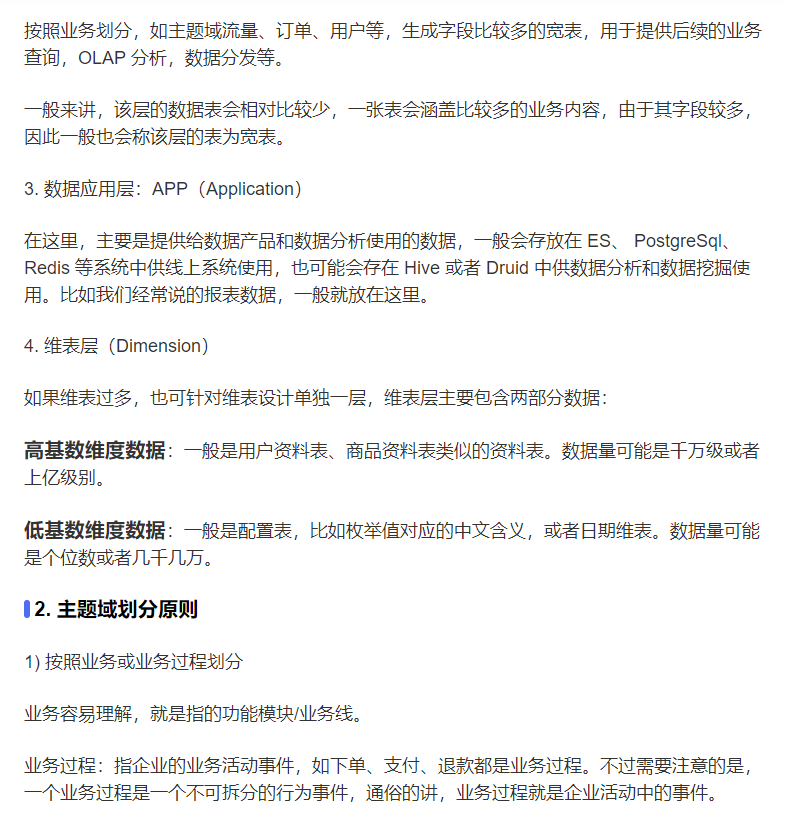 按照业务划分，如主题域流量、订单、用户等，生成字段比较多的宽表，用于提供后续的业务
查询，OLAP 分析，数据分发等。
一般来讲，该层的数据表会相对比较少，一张表会涵盖比较多的业务内容，由于其字段较多，
因此一般也会称该层的表为宽表。
3. 数据应用层：APP（Application）
在这里，主要是提供给数据产品和数据分析使用的数据，一般会存放在 ES、 PostgreSql、
Redis 等系统中供线上系统使用，也可能会存在 Hive 或者 Druid 中供数据分析和数据挖掘使
用。比如我们经常说的报表数据，一般就放在这里。
4. 维表层（Dimension）
如果维表过多，也可针对维表设计单独一层，维表层主要包含两部分数据：
高基数维度数据：一般是用户资料表、商品资料表类似的资料表。数据量可能是千万级或者
上亿级别。
低基数维度数据：一般是配置表，比如枚举值对应的中文含义，或者日期维表。数据量可能
是个位数或者几千几万。
2. 主题域划分原则
1) 按照业务或业务过程划分
业务容易理解，就是指的功能模块/业务线。
业务过程：指企业的业务活动事件，如下单、支付、退款都是业务过程。不过需要注意的是，
一个业务过程是一个不可拆分的行为事件，通俗的讲，业务过程就是企业活动中的事件。